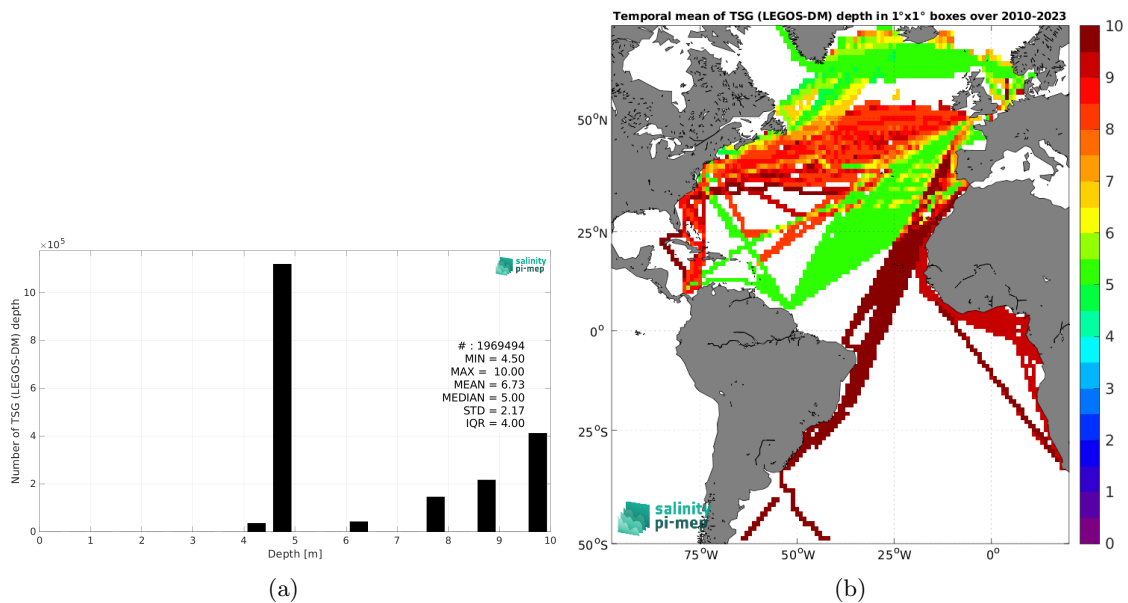 ×10⁵
10
8
6
4
2
0
Number of TSG (LEGOS-DM) depth
salinity
pi-mep
# : 1969494
MIN = 4.50
MAX = 10.00
MEAN = 6.73
MEDIAN = 5.00
STD = 2.17
IQR = 4.00
0 1 2 3 4 5 6 7 8 9 10
Depth [m]
(a)
Temporal mean of TSG (LEGOS-DM) depth in 1°x1° boxes over 2010-2023
50°N
25°N
0°
25°S
50°S
75°W 50°W 25°W 0°
salinity
pi-mep
10
9
8
7
6
5
4
3
2
1
0
(b)